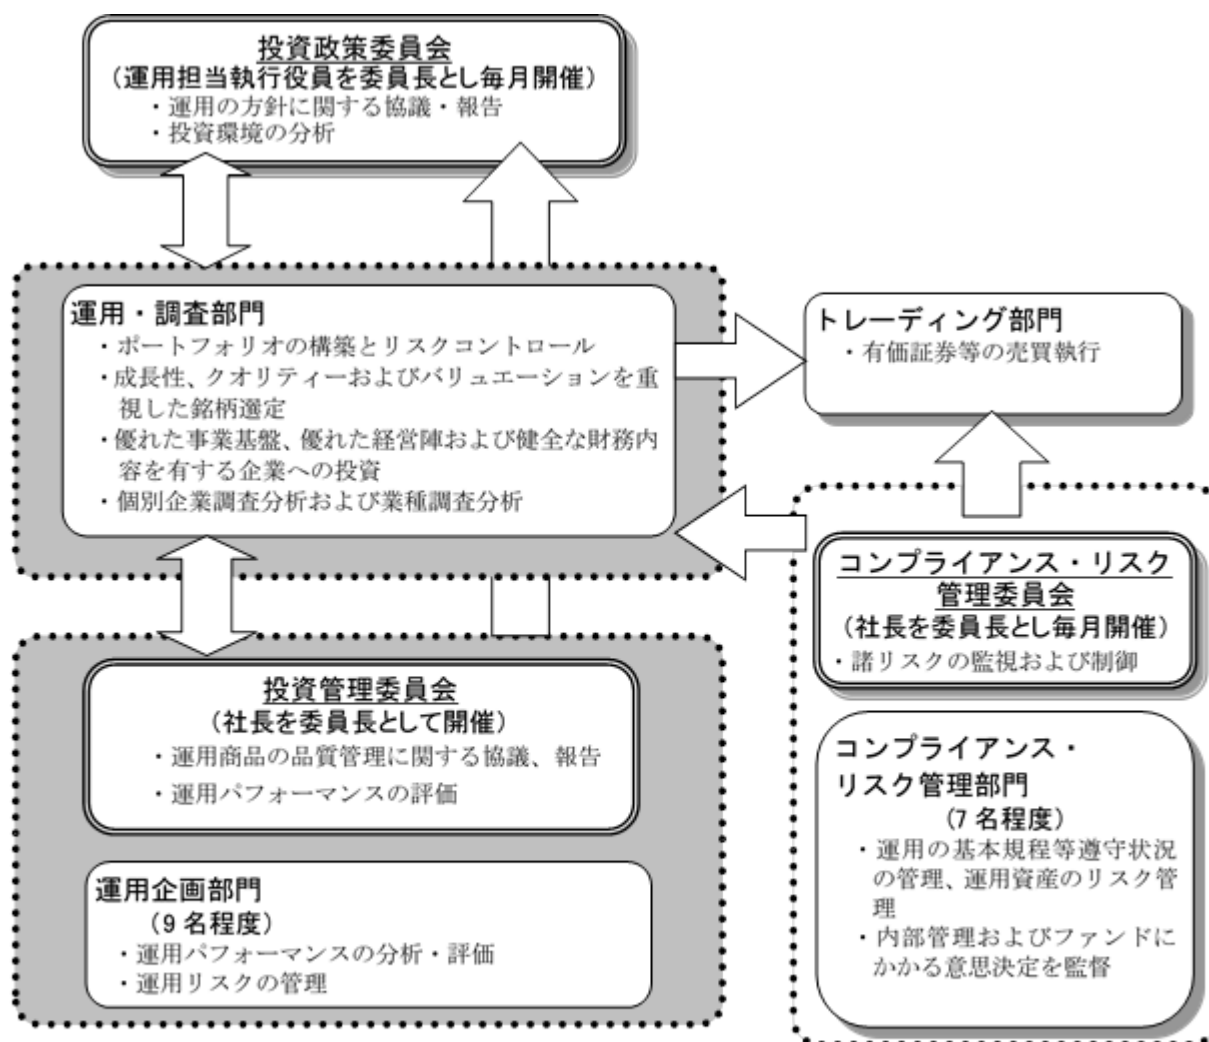 投資政策委員会
（運用担当執行役員を委員長とし毎月開催）
・運用の方針に関する協議・報告
・投資環境の分析
運用・調査部門
・ポートフォリオの構築とリスクコントロール
・成長性、クオリティーおよびバリュエーションを重
視した銘柄選定
・優れた事業基盤、優れた経営陣および健全な財務内
容を有する企業への投資
・個別企業調査分析および業種調査分析
トレーディング部門
・有価証券等の売買執行
コンプライアンス・リスク
管理委員会
（社長を委員長とし毎月開催）
・諸リスクの監視および制御
投資管理委員会
（社長を委員長として開催）
・運用商品の品質管理に関する協議、報告
・運用パフォーマンスの評価
運用企画部門
（9 名程度）
・運用パフォーマンスの分析・評価
・運用リスクの管理
コンプライアンス・
リスク管理部門
（7 名程度）
・運用の基本規程等遵守状況
の管理、運用資産のリスク管
理
・内部管理およびファンドに
かかる意思決定を監督